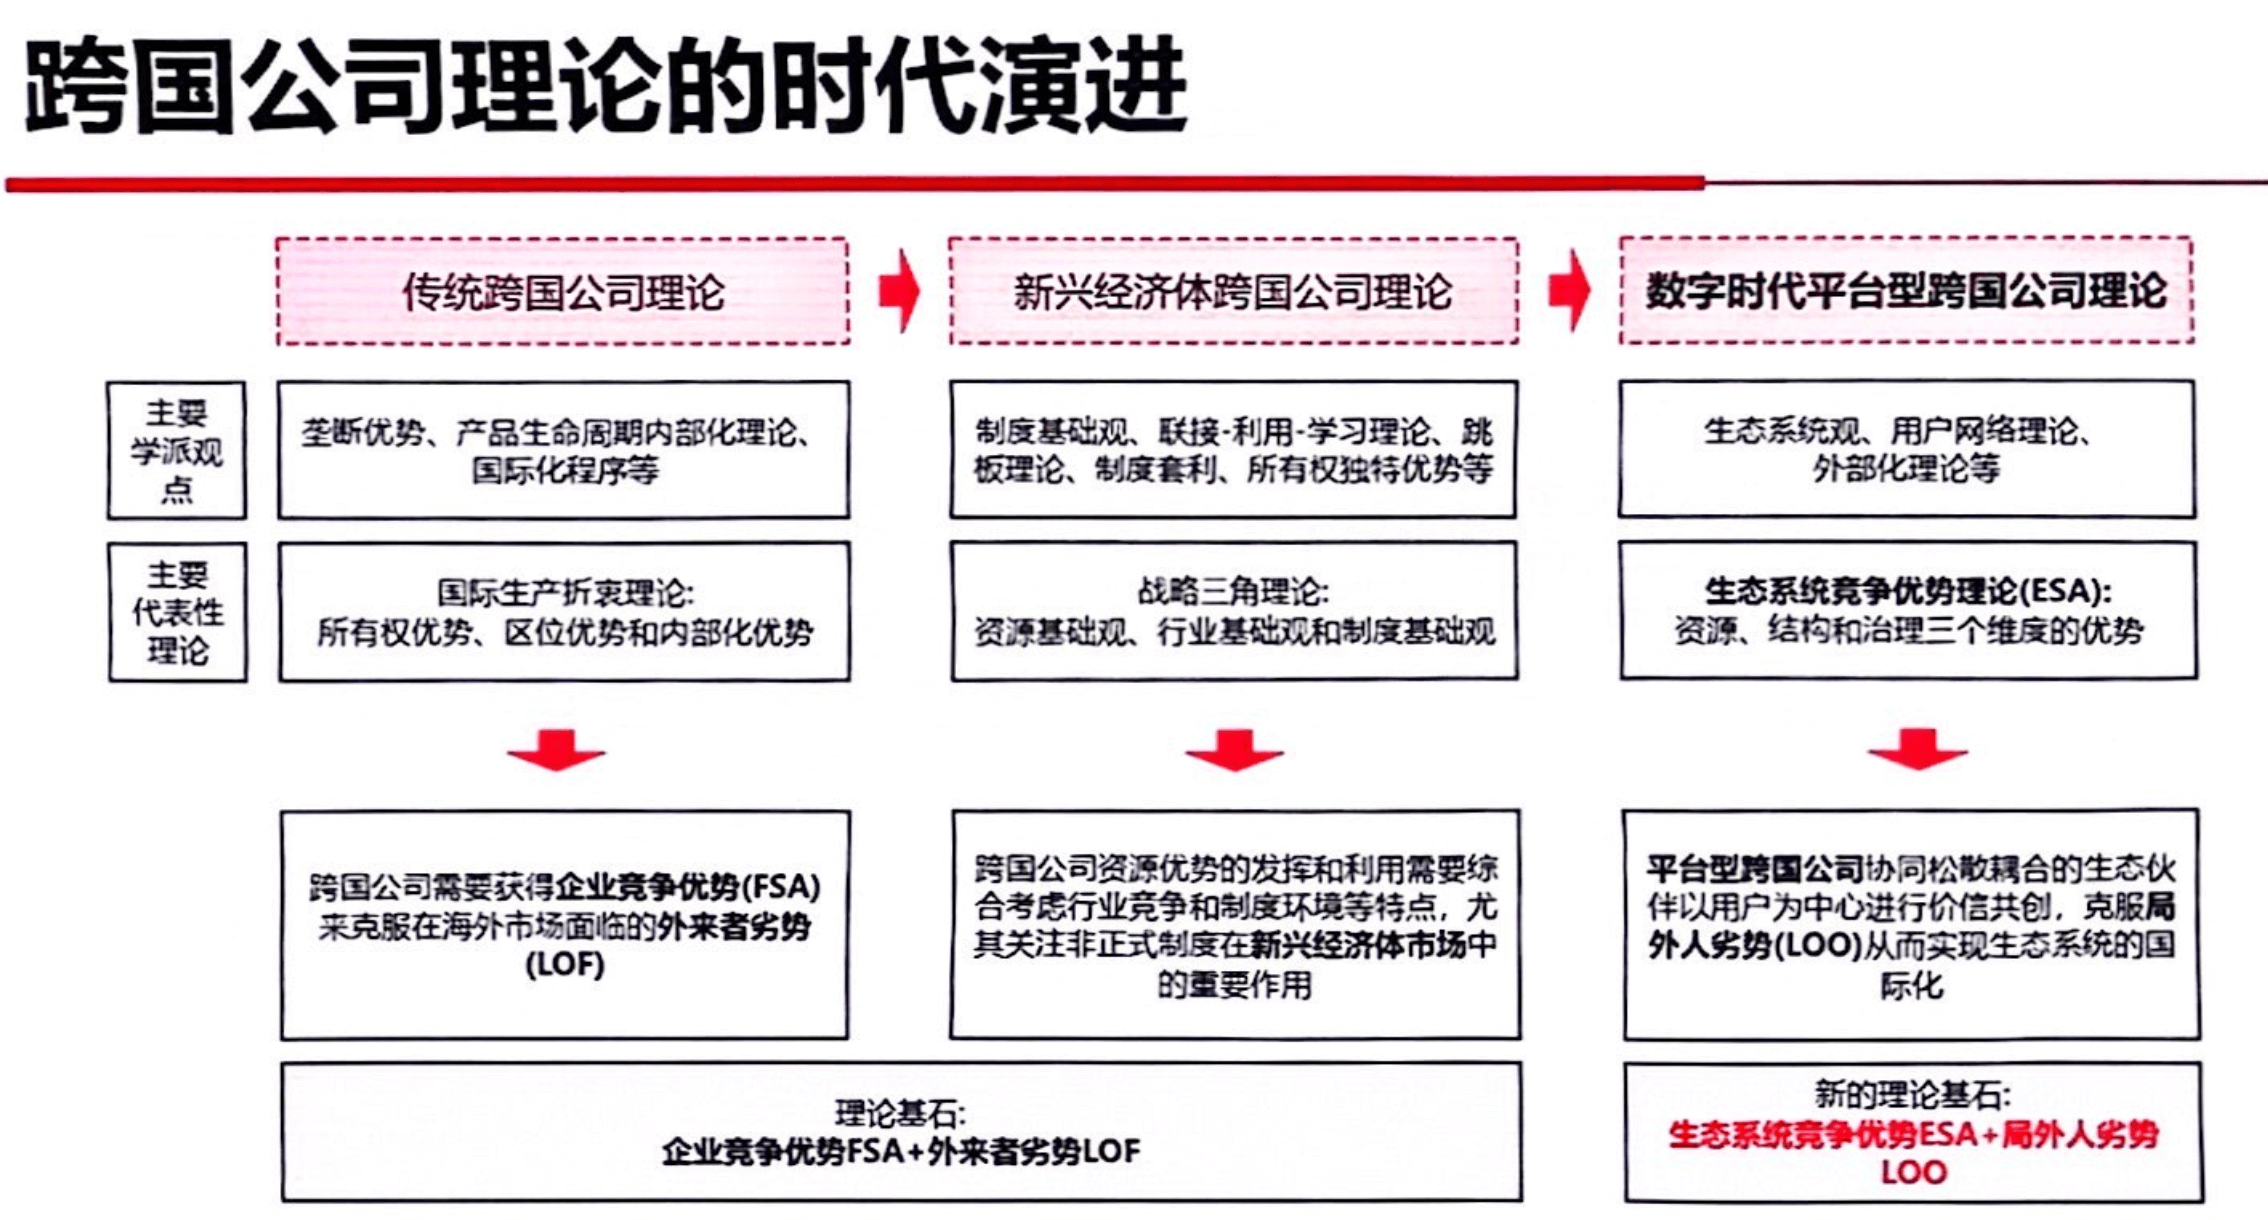 跨国公司理论的时代演进
传统跨国公司理论
新兴经济体跨国公司理论
数字时代平台型跨国公司理论
主要
学派观
点
垄断优势、产品生命周期内部化理论、
国际化程序等
制度基础观、联接-利用-学习理论、跳
板理论、制度套利、所有权独特优势等
生态系统观、用户网络理论、
外部化理论等
主要
代表性
理论
国际生产折衷理论:
所有权优势、区位优势和内部化优势
战略三角理论:
资源基础观、行业基础观和制度基础观
生态系统竞争优势理论(ESA):
资源、结构和治理三个维度的优势
跨国公司需要获得企业竞争优势(FSA)
来克服在海外市场面临的外来者劣势
(LOF)
跨国公司资源优势的发挥和利用需要综
合考虑行业竞争和制度环境等特点，尤
其关注非正式制度在新兴经济体市场中
的重要作用
平台型跨国公司协同松散耦合的生态伙
伴以用户为中心进行价信共创，克服局
外人劣势(LOO)从而实现生态系统的国
际化
理论基石:
企业竞争优势FSA+外来者劣势LOF
新的理论基石:
生态系统竞争优势ESA+局外人劣势
LOO